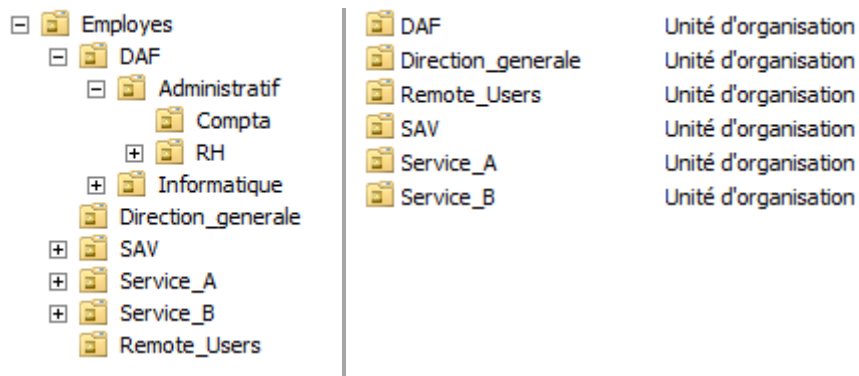 Employes
DAF
Administratif
Compta
RH
Informatique
Direction_generale
SAV
Service_A
Service_B
Remote_Users
DAF Unité d'organisation
Direction_generale Unité d'organisation
Remote_Users Unité d'organisation
SAV Unité d'organisation
Service_A Unité d'organisation
Service_B Unité d'organisation